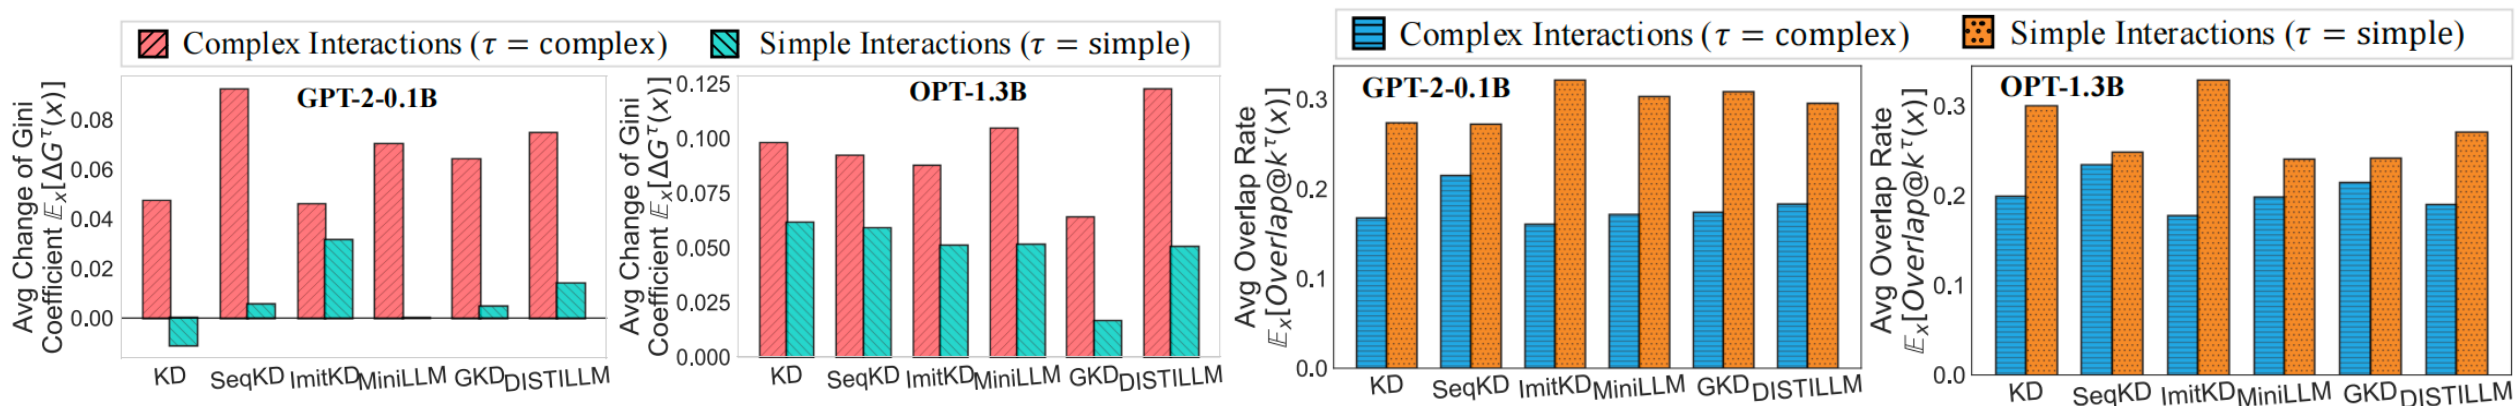 Complex Interactions (τ = complex)
Simple Interactions (τ = simple)
Avg Change of Gini
Coefficient 𝔼ₓ[ΔGᵀ(x)]
GPT-2-0.1B
0.08
0.06
0.04
0.02
0.00
KD SeqKD ImitKD MiniLLM GKD DISTILLM
Avg Change of Gini
Coefficient 𝔼ₓ[ΔGᵀ(x)]
OPT-1.3B
0.125
0.100
0.075
0.050
0.025
0.000
KD SeqKD ImitKD MiniLLM GKD DISTILLM
Complex Interactions (τ = complex)
Simple Interactions (τ = simple)
Avg Overlap Rate
𝔼ₓ[Overlap@kᵀ(x)]
GPT-2-0.1B
0.3
0.2
0.1
0.0
KD SeqKD ImitKD MiniLLM GKD DISTILLM
Avg Overlap Rate
𝔼ₓ[Overlap@kᵀ(x)]
OPT-1.3B
0.3
0.2
0.1
0.0
KD SeqKD ImitKD MiniLLM GKD DISTILLM